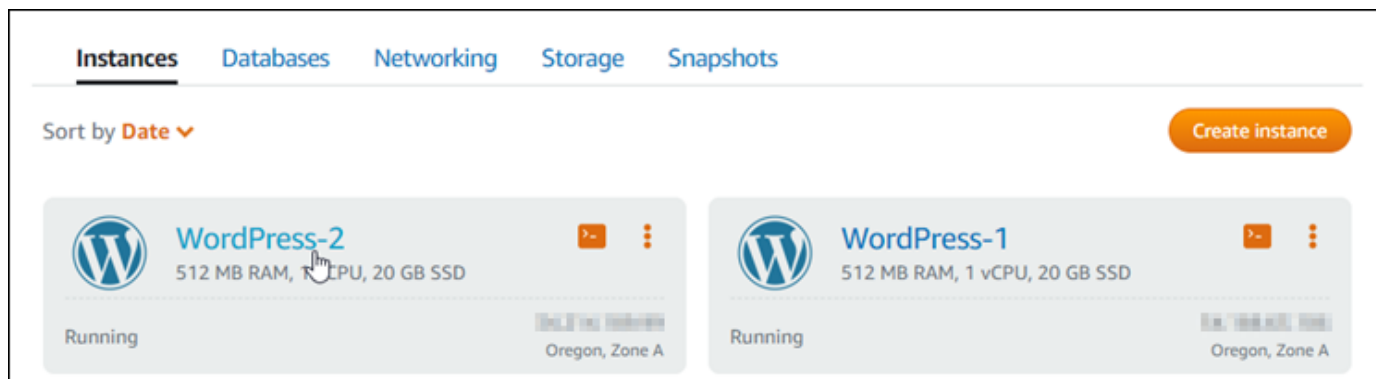 Instances Databases Networking Storage Snapshots
Sort by Date Create instance
WordPress-2
512 MB RAM, CPU, 20 GB SSD
Running
Oregon, Zone A
WordPress-1
512 MB RAM, 1 vCPU, 20 GB SSD
Running
Oregon, Zone A